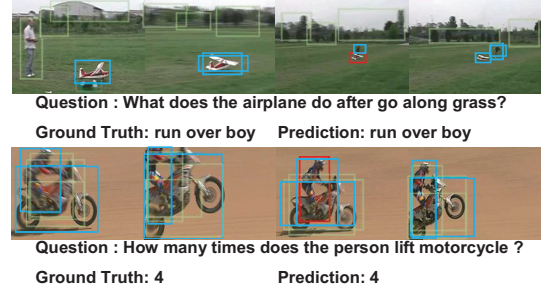 Question : What does the airplane do after go along grass?
Ground Truth: run over boy Prediction: run over boy
Question : How many times does the person lift motorcycle ?
Ground Truth: 4 Prediction: 4